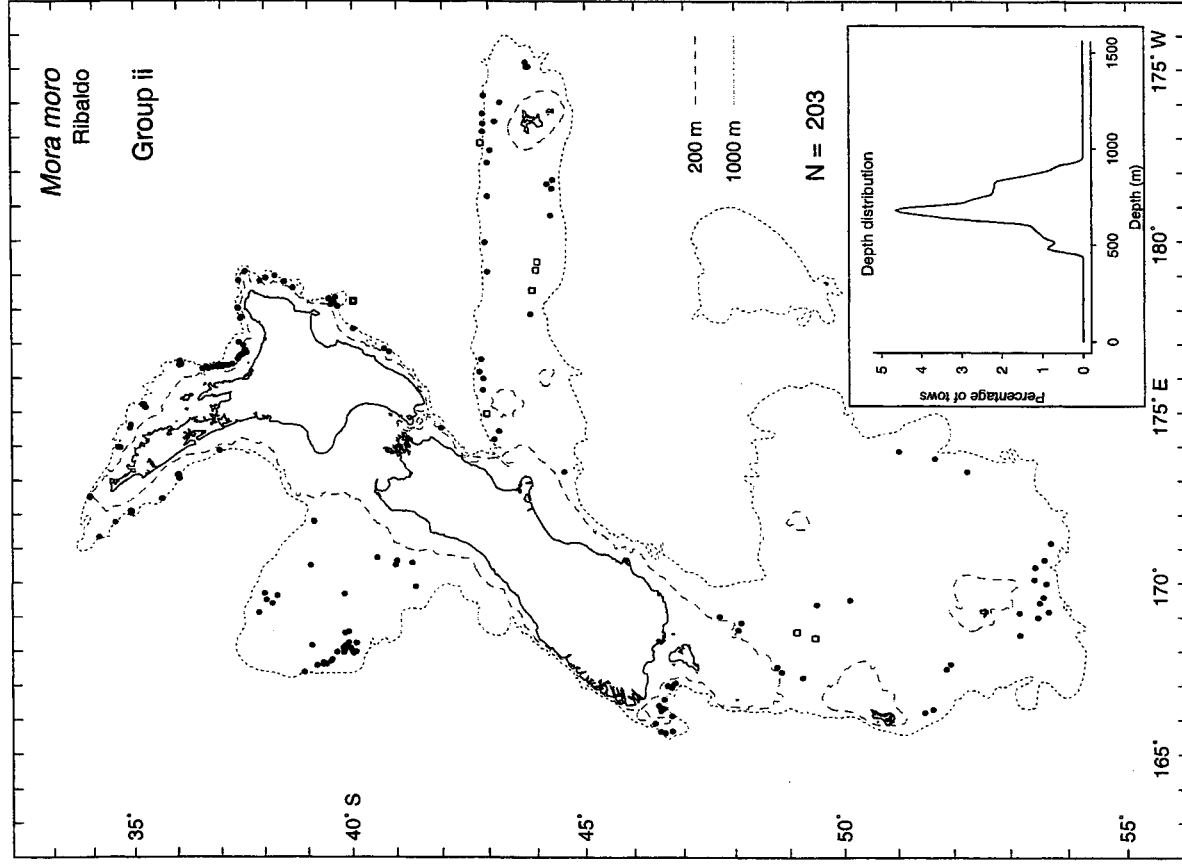 Mora moro
Ribaldo
Group ii
200 m
1000 m
N = 203
35°
40° S
45°
50°
55°
165°
170°
175° E
180°
175° W
Depth distribution
Percentage of tows
5
4
3
2
1
0
0
500
1000
1500
Depth (m)